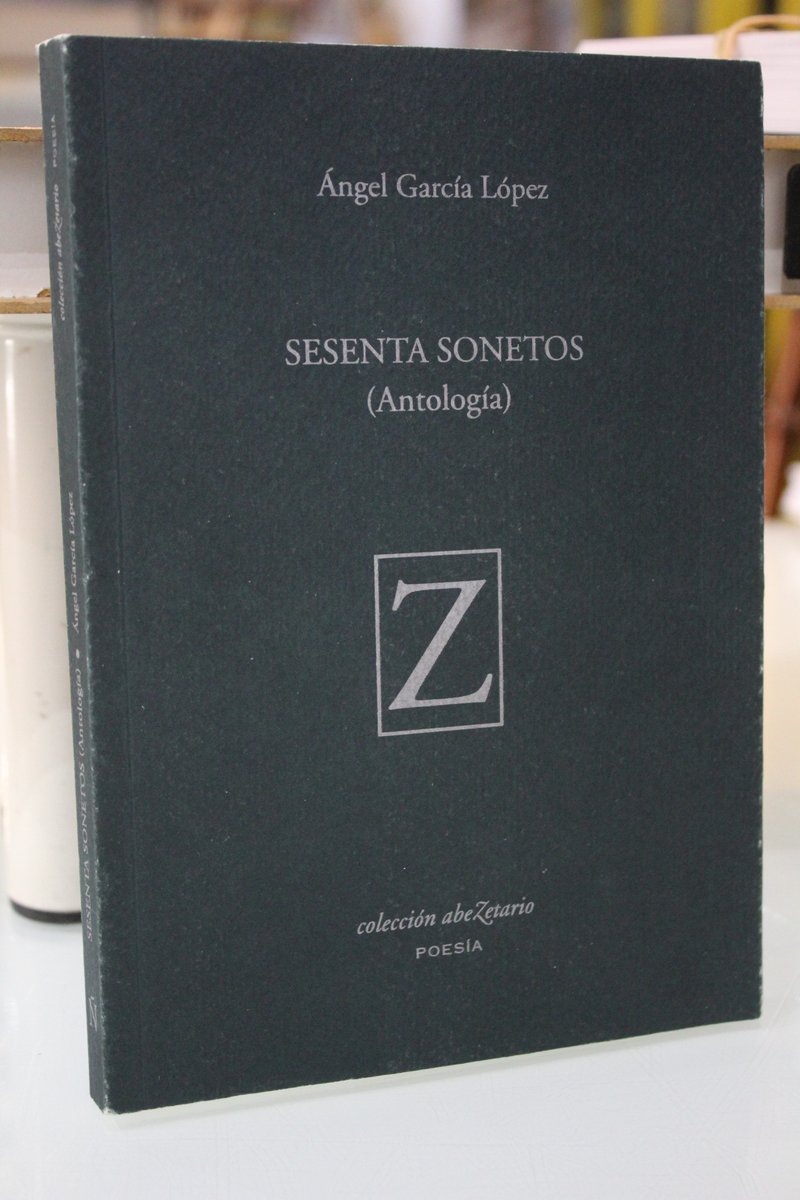 Ángel García López
SESENTA SONETOS
(Antología)
Z
colección abeZetario
POESÍA
colección abeZetario POESÍA
SESENTA SONETOS (Antología) • Ángel García López
Z